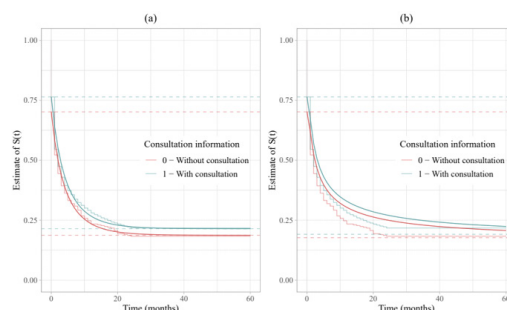 (a)
Estimate of S(t)
1.00
0.75
0.50
0.25
0.00
Consultation information
0 − Without consultation
1 − With consultation
0
20
40
60
Time (months)
(b)
Estimate of S(t)
1.00
0.75
0.50
0.25
0.00
Consultation information
0 − Without consultation
1 − With consultation
0
20
40
60
Time (months)